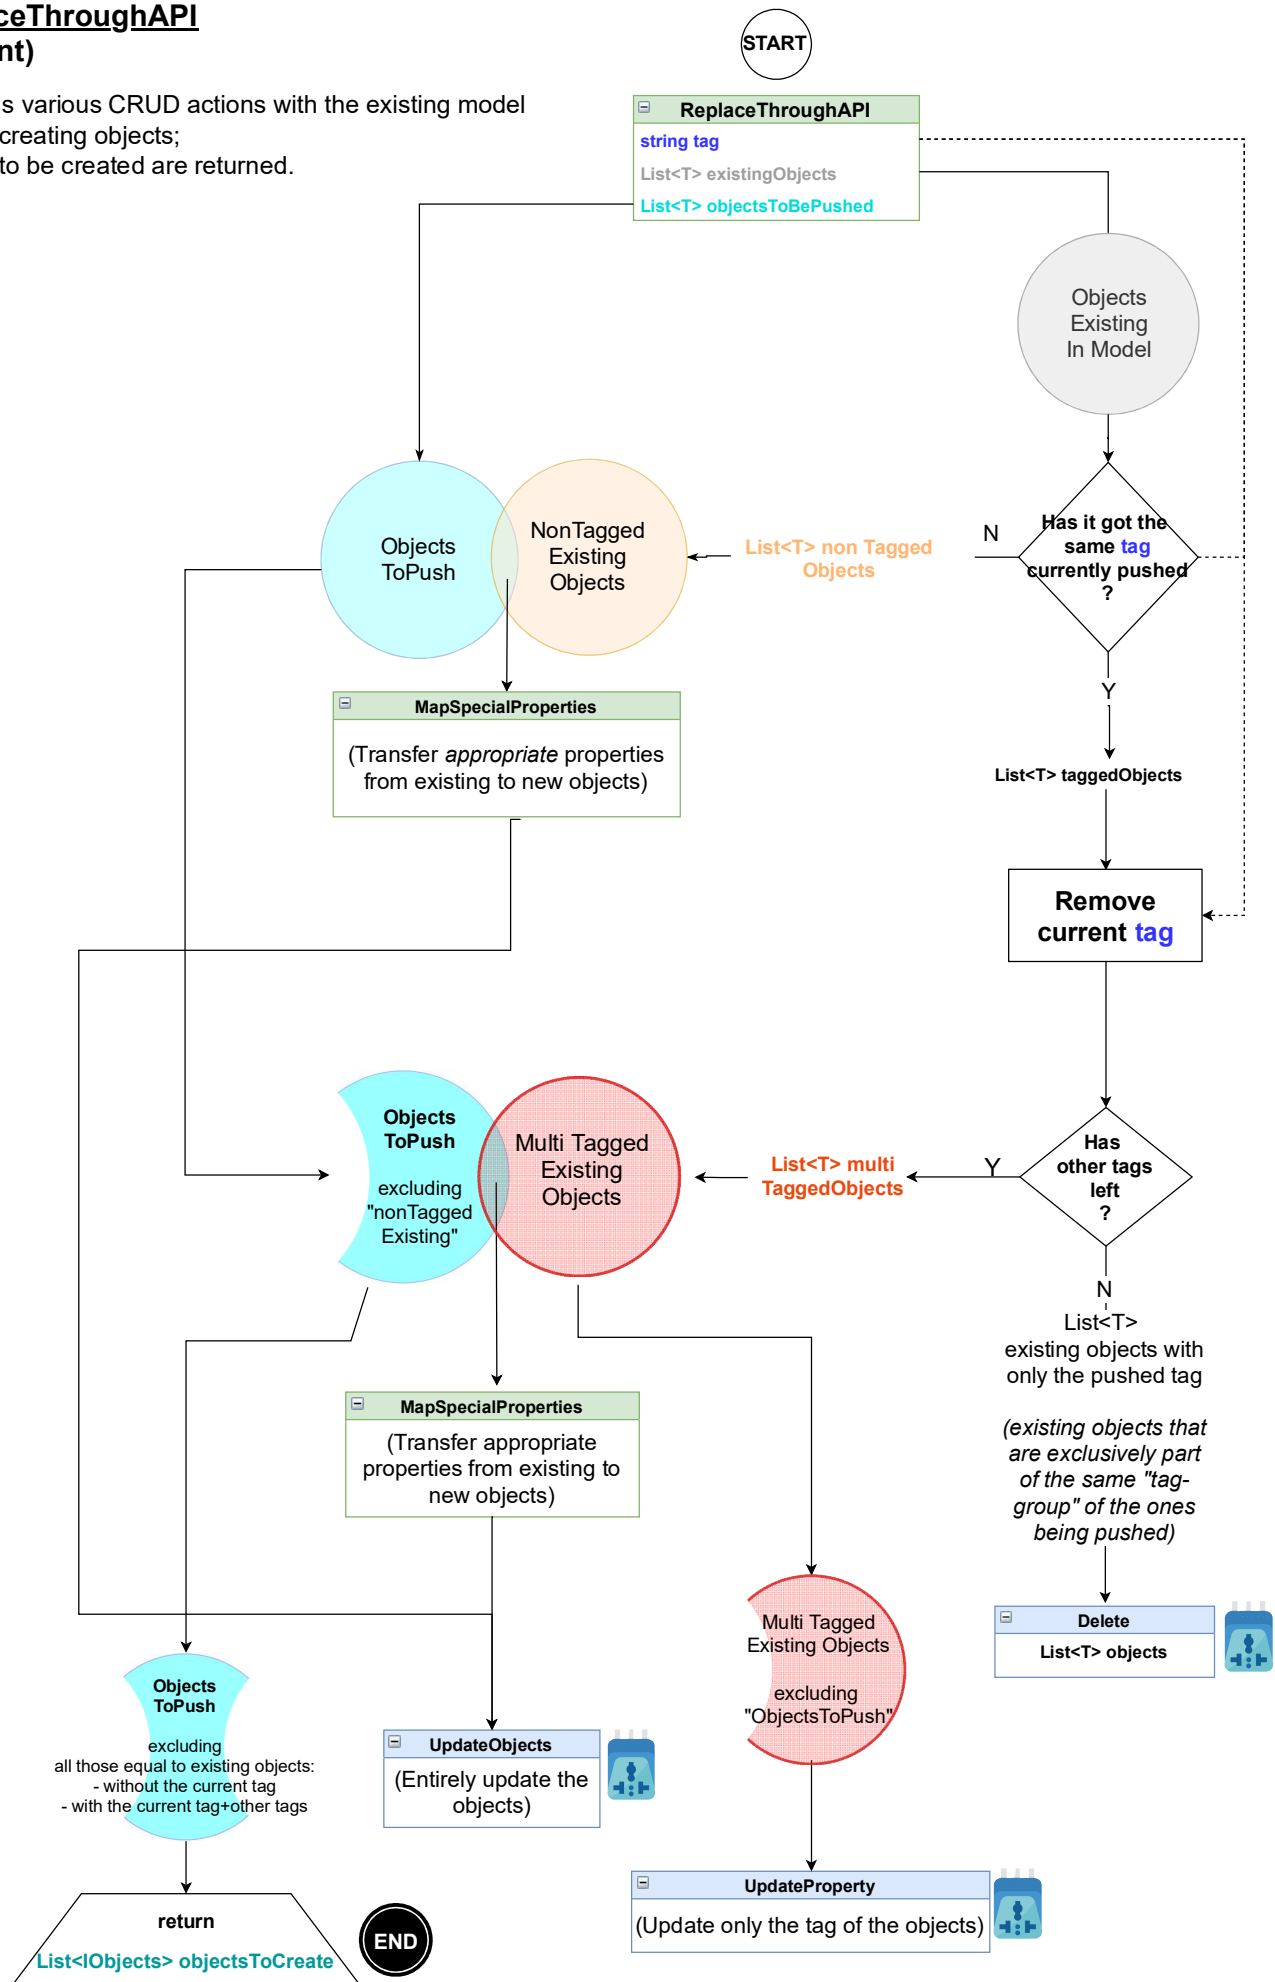 ceThroughAPI
nt)
s various CRUD actions with the existing model
creating objects;
to be created are returned.
START
ReplaceThroughAPI
string tag
List<T> existingObjects
List<T> objectsToBePushed
Objects
Existing
In Model
Objects
ToPush
NonTagged
Existing
Objects
List<T> non Tagged
Objects
N
Has it got the
same tag
currently pushed
?
Y
MapSpecialProperties
(Transfer appropriate properties
from existing to new objects)
List<T> taggedObjects
Remove
current tag
Objects
ToPush
excluding
"nonTagged
Existing"
Multi Tagged
Existing
Objects
List<T> multi
TaggedObjects
Y
Has
other tags
left
?
N
List<T>
existing objects with
only the pushed tag
(existing objects that
are exclusively part
of the same "tag-
group" of the ones
being pushed)
MapSpecialProperties
(Transfer appropriate
properties from existing to
new objects)
Multi Tagged
Existing Objects
excluding
"ObjectsToPush"
Delete
List<T> objects
Objects
ToPush
excluding
all those equal to existing objects:
- without the current tag
- with the current tag+other tags
UpdateObjects
(Entirely update the
objects)
UpdateProperty
(Update only the tag of the objects)
return
List<IObjects> objectsToCreate
END